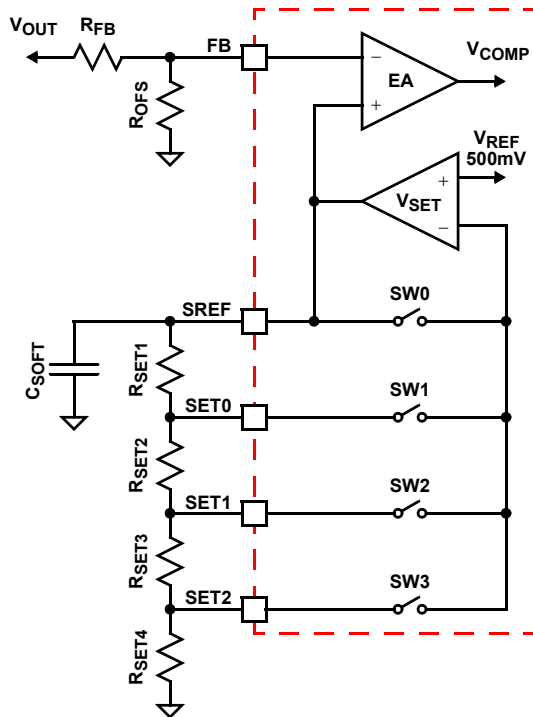 VOUT
RFB
FB
ROFS
−
EA
+
VCOMP
VREF
500mV
+
VSET
−
SREF
SW0
CSOFT
RSET1
SET0
SW1
RSET2
SET1
SW2
RSET3
SET2
SW3
RSET4